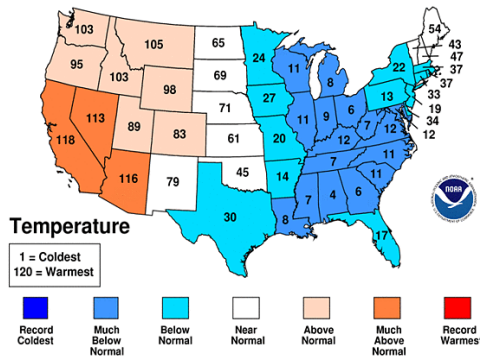 103
105
65
54
95
103
98
69
24
11
8
22
43
47
2
37
37
33
19
34
12
118
113
89
83
71
61
27
20
11
9
6
13
7
12
12
116
79
45
14
7
11
11
30
8
7
4
6
17
NOAA
Temperature
1 = Coldest
120 = Warmest
Record
Coldest
Much
Below
Normal
Below
Normal
Near
Normal
Above
Normal
Much
Above
Normal
Record
Warmest